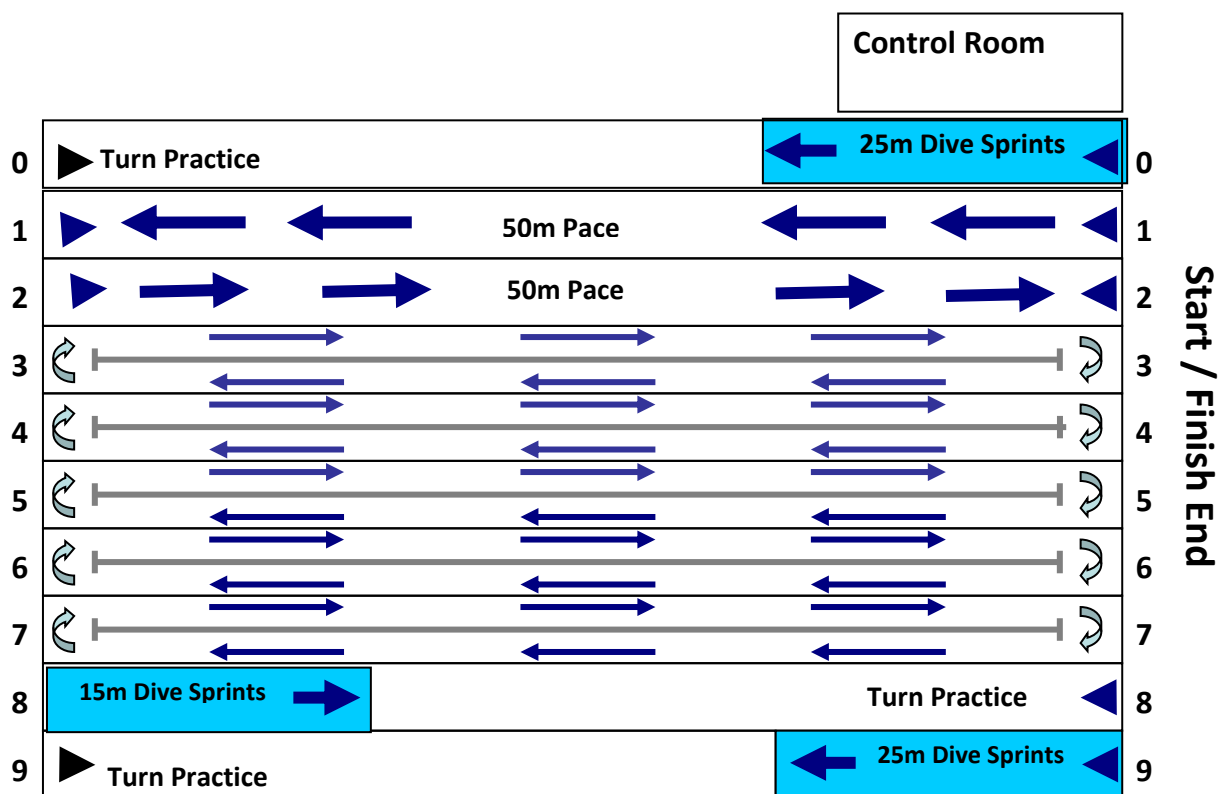 Control Room
0 Turn Practice 25m Dive Sprints 0
1 50m Pace 1
2 50m Pace 2
3 3
4 4
5 5
6 6
7 7
8 15m Dive Sprints Turn Practice 8
9 Turn Practice 25m Dive Sprints 9
Start / Finish End